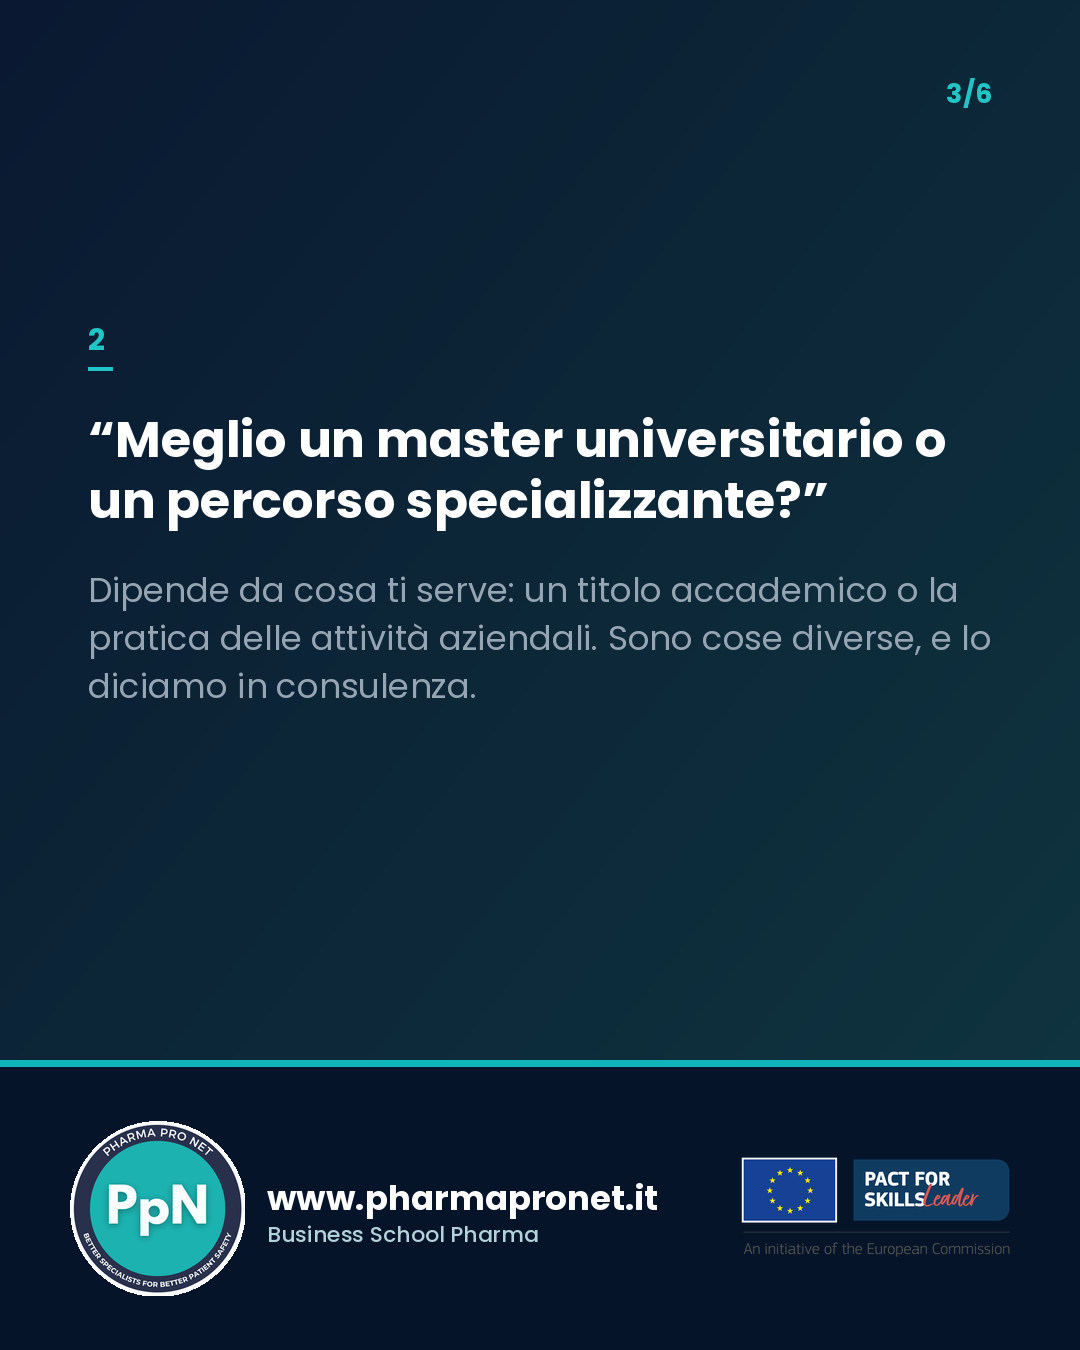 3/6
2
“Meglio un master universitario o
un percorso specializzante?”
Dipende da cosa ti serve: un titolo accademico o la
pratica delle attività aziendali. Sono cose diverse, e lo
diciamo in consulenza.
PHARMA PRO NET
PpN
BETTER SPECIALISTS FOR BETTER PATIENT SAFETY
www.pharmapronet.it
Business School Pharma
PACT FOR
SKILLS Leader
An initiative of the European Commission